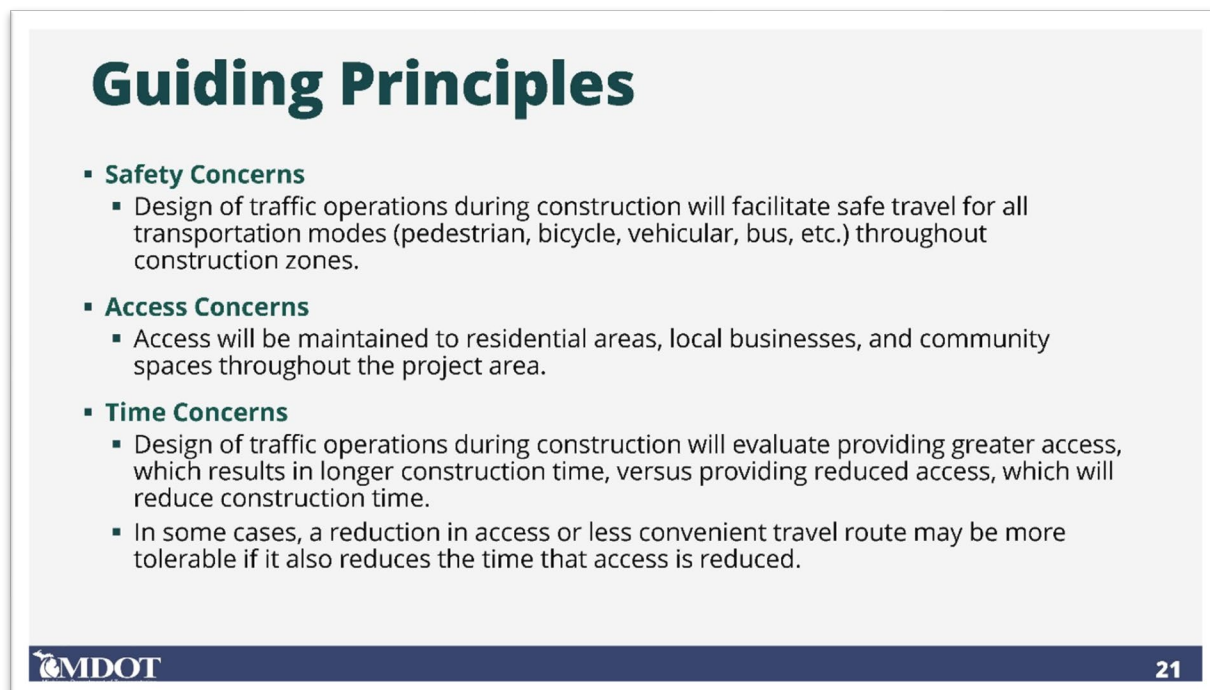 Guiding Principles
▪ Safety Concerns
▪ Design of traffic operations during construction will facilitate safe travel for all
transportation modes (pedestrian, bicycle, vehicular, bus, etc.) throughout
construction zones.
▪ Access Concerns
▪ Access will be maintained to residential areas, local businesses, and community
spaces throughout the project area.
▪ Time Concerns
▪ Design of traffic operations during construction will evaluate providing greater access,
which results in longer construction time, versus providing reduced access, which will
reduce construction time.
▪ In some cases, a reduction in access or less convenient travel route may be more
tolerable if it also reduces the time that access is reduced.
MDOT
21